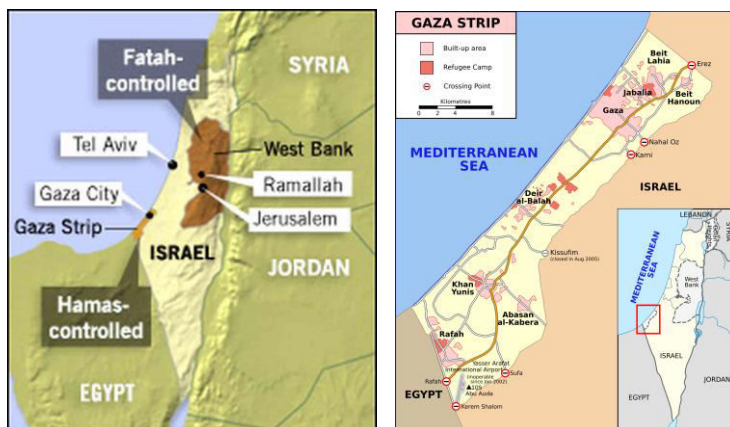 Fatah-
controlled
SYRIA
Tel Aviv
West Bank
Gaza City
Ramallah
Gaza Strip
Jerusalem
ISRAEL
Hamas-
controlled
JORDAN
EGYPT
GAZA STRIP
Built-up area
Refugee Camp
Crossing Point
Kilometres
0 2 4 8
Beit
Lahia
Erez
Jabalia
Beit
Hanoun
Gaza
Nahal Oz
Karni
MEDITERRANEAN
SEA
ISRAEL
Deir
al-Balah
Kissufim
(closed in Aug 2005)
Khan
Yunis
Abasan
al-Kabera
Rafah
Yasser Arafat
International Airport
(inoperable
since
Sufa
Rafah
EGYPT
Kerem Shalom
LEBANON
MEDITERRANEAN
SEA
West
Bank
ISRAEL
JORDAN
EGYPT